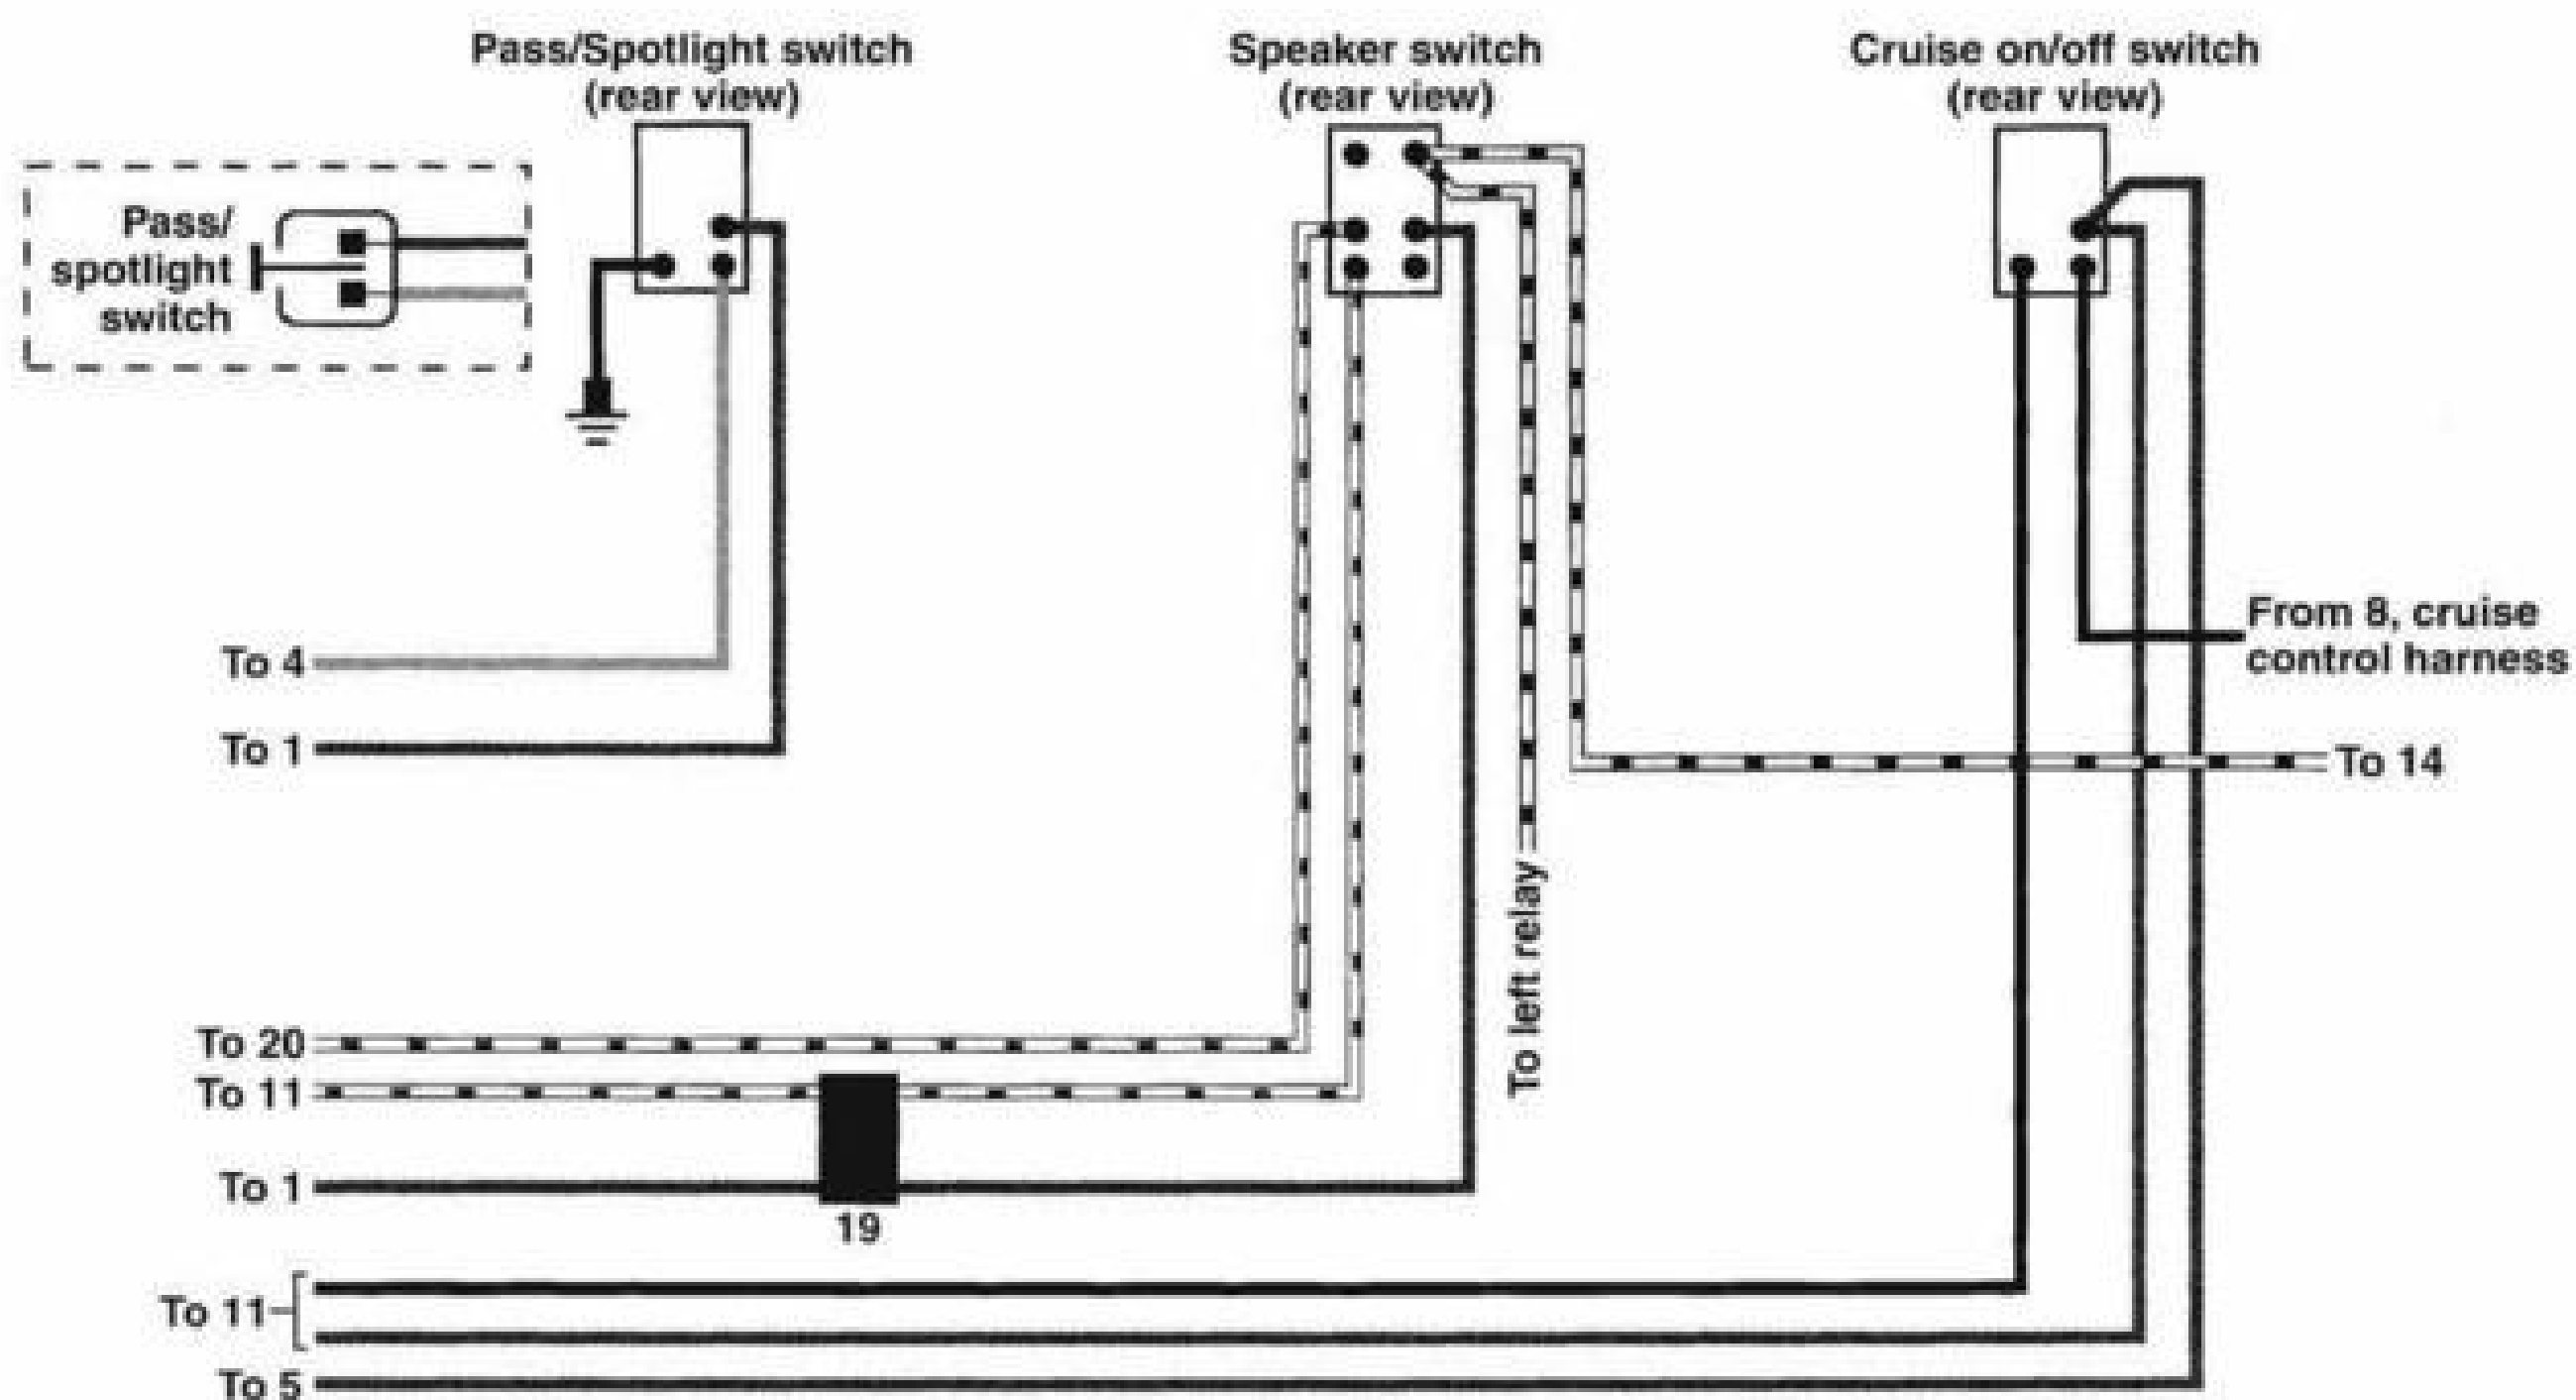 Pass/Spotlight switch
(rear view)
Speaker switch
(rear view)
Cruise on/off switch
(rear view)
Pass/
spotlight
switch
From 8, cruise
control harness
To 4
To 1
To 14
To left relay
To 20
To 11
To 1
19
To 11
To 5